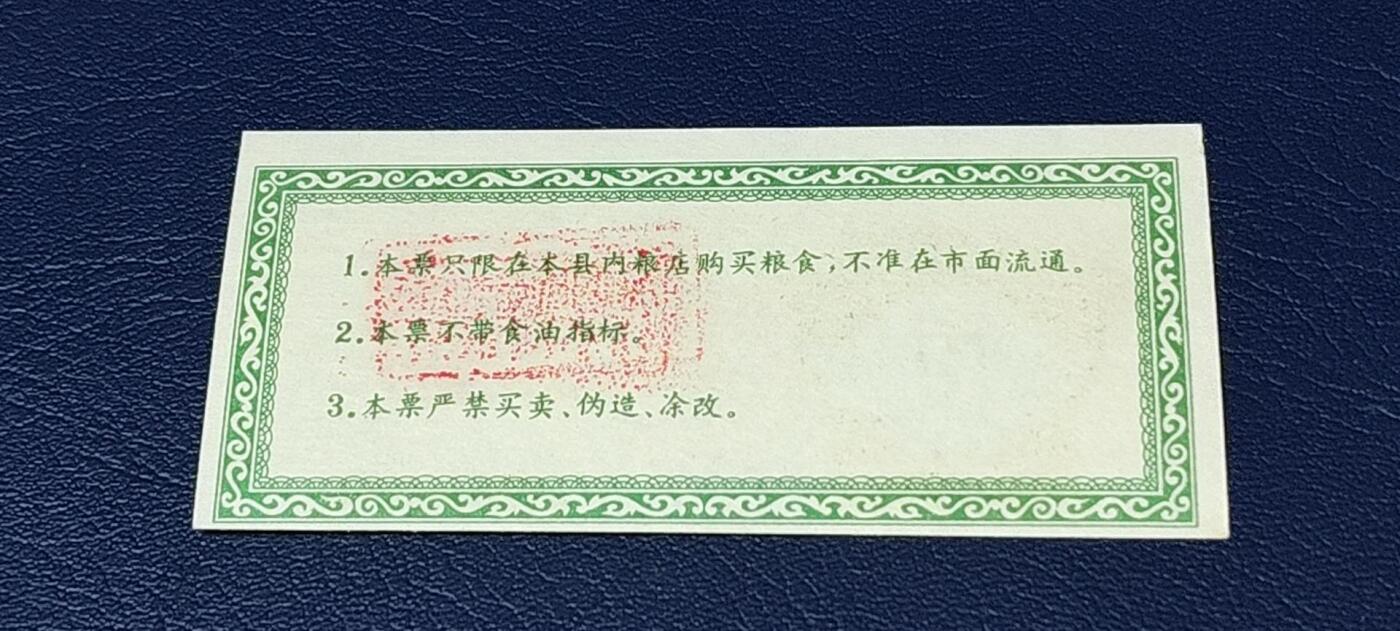 1.本票只限在本县内粮店购买粮食,不准在市面流通。
2.本票不带食油指标。
3.本票严禁买卖、伪造、凃改。